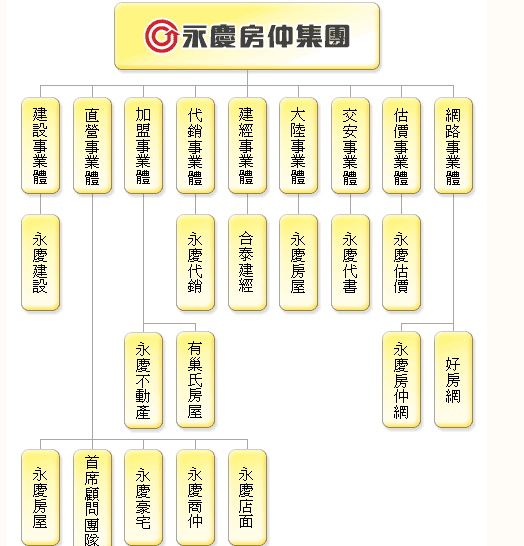 永慶房仲集團
建設事業體
直營事業體
加盟事業體
代銷事業體
建經事業體
大陸事業體
交安事業體
估價事業體
網路事業體
永慶建設
永慶代銷
合泰建經
永慶房屋
永慶代書
永慶估價
永慶不動產
有巢氏房屋
永慶房仲網
好房網
永慶房屋
首席顧問團隊
永慶豪宅
永慶商仲
永慶店面